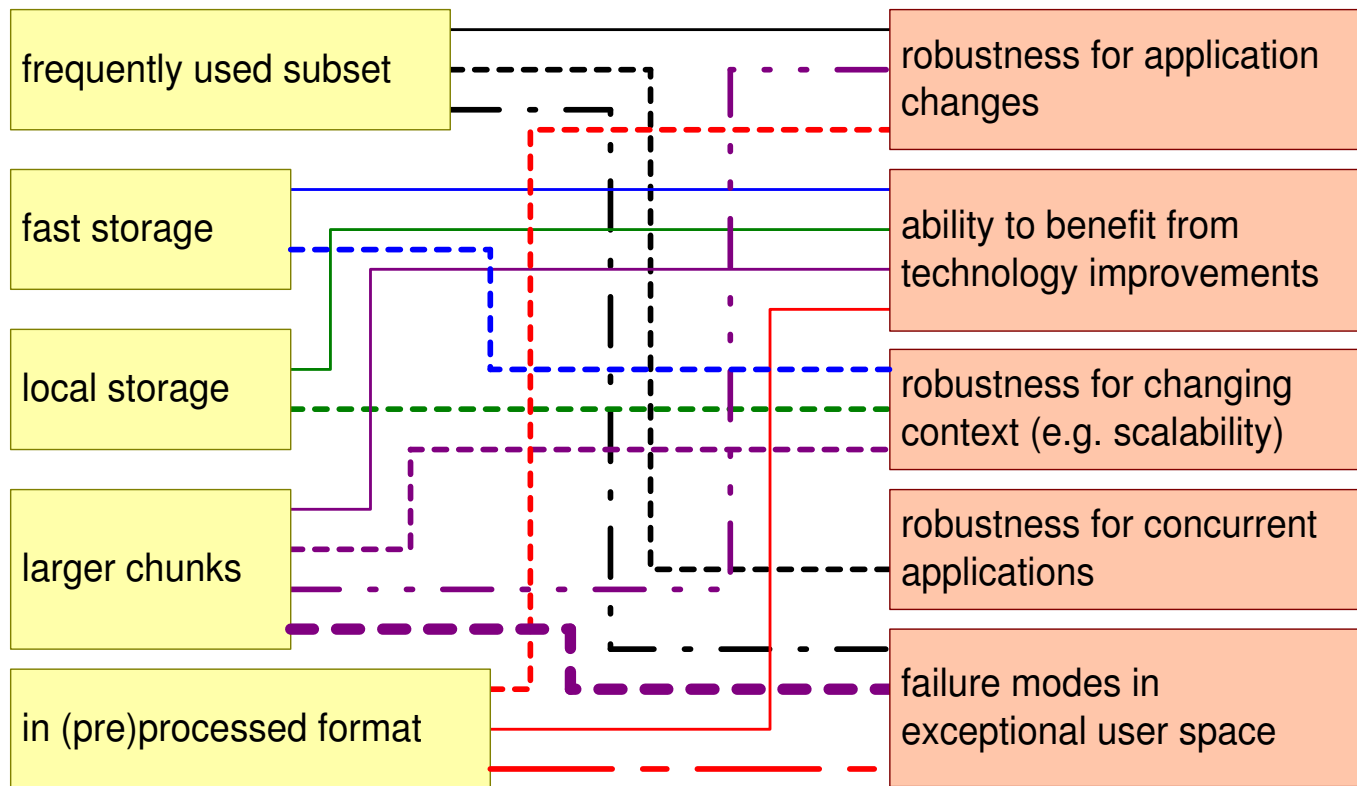 frequently used subset
fast storage
local storage
larger chunks
in (pre)processed format
robustness for application
changes
ability to benefit from
technology improvements
robustness for changing
context (e.g. scalability)
robustness for concurrent
applications
failure modes in
exceptional user space